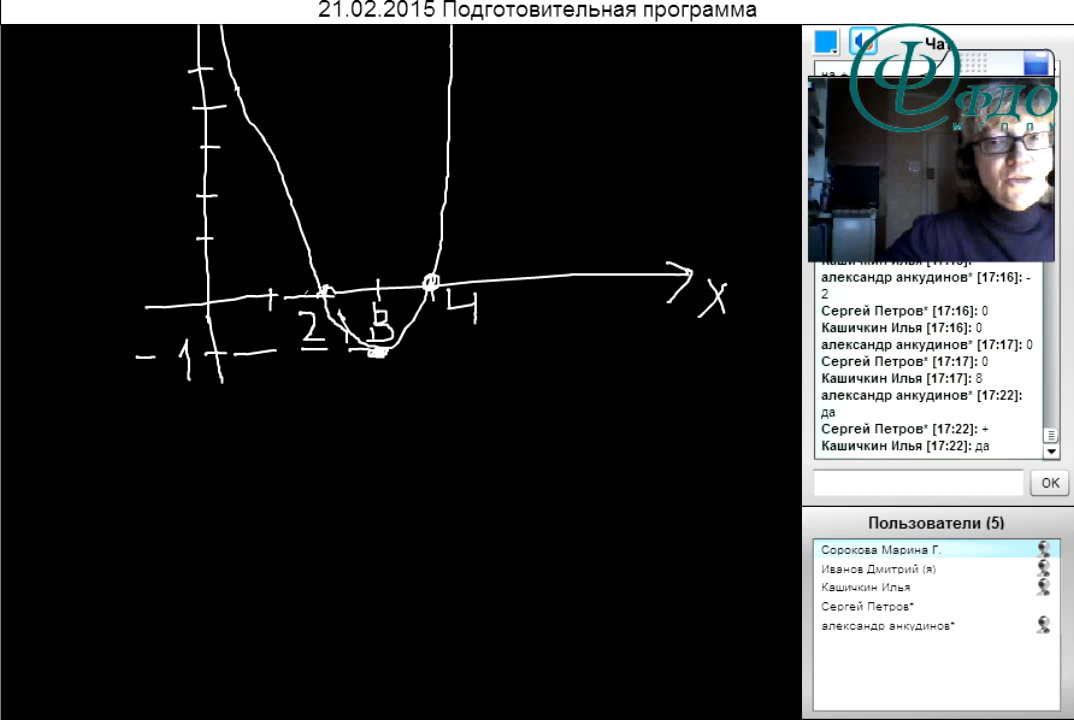 21.02.2015 Подготовительная программа
Чат
ФДО
М Г П П У
александр анкудинов* [17:16]: -
2
Сергей Петров* [17:16]: 0
Кашичкин Илья [17:16]: 0
александр анкудинов* [17:17]: 0
Сергей Петров* [17:17]: 0
Кашичкин Илья [17:17]: 8
александр анкудинов* [17:22]:
да
Сергей Петров* [17:22]: +
Кашичкин Илья [17:22]: да
OK
Пользователи (5)
Сорокова Марина Г.
Иванов Дмитрий (я)
Кашичкин Илья
Сергей Петров*
александр анкудинов*
2
3
4
X
-1